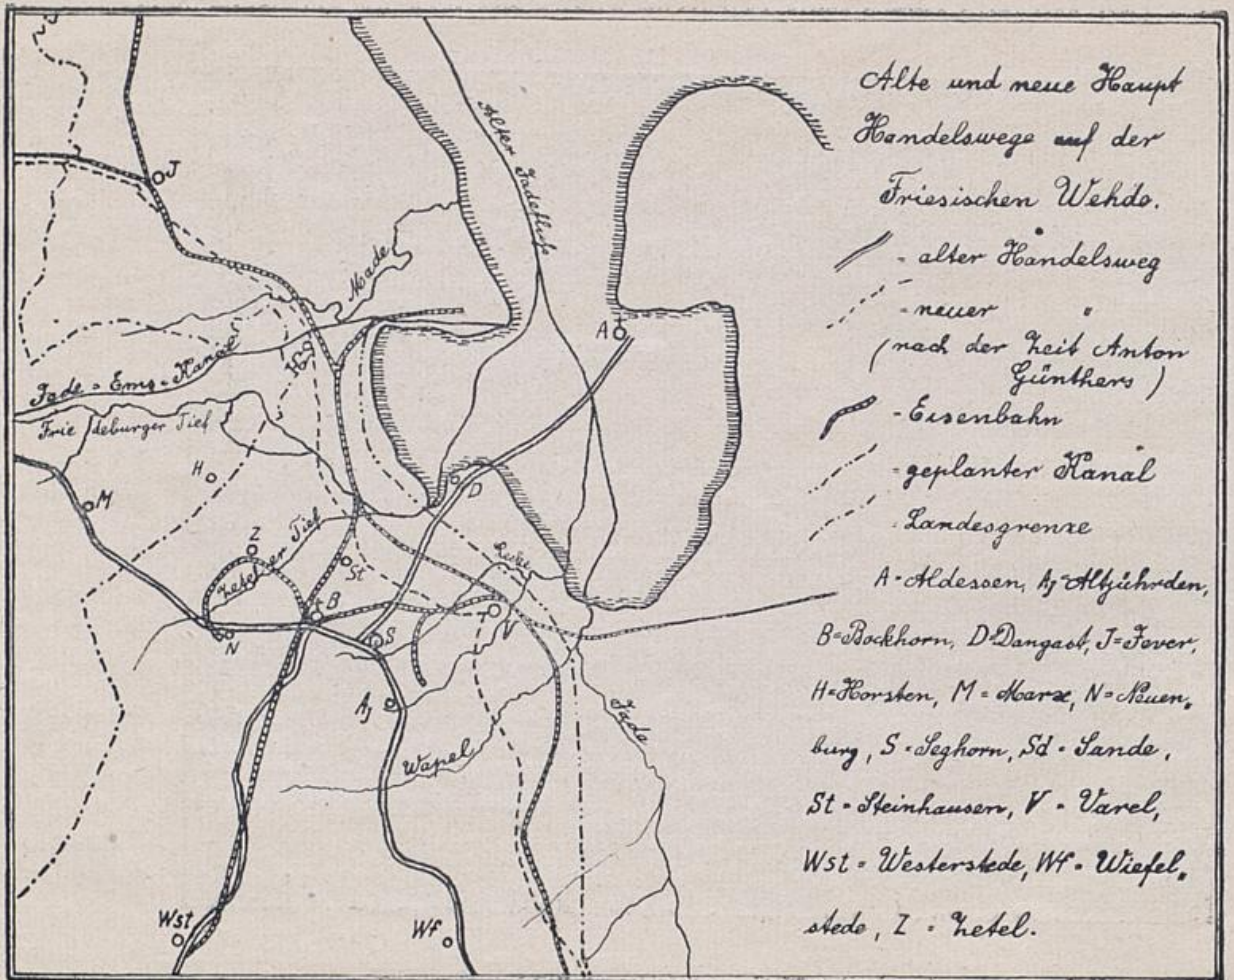 Alte und neue Haupt
Handelswege auf der
Friesischen Wehde.
- alter Handelsweg
- neuer "
(nach der Zeit Anton
Günthers)
- Eisenbahn
- geplanter Kanal
- Landesgrenze
A = Aldessen, Aj = Altjührden,
B = Bockhorn, D = Dangast, J = Jever,
H = Horsten, M = Marx, N = Neuen-
burg, S = Seghorn, Sd = Sande,
St = Steinhausen, V = Varel,
Wst = Westerstede, Wf = Wiefel-
stede, Z = Zetel.
J
Alter Jadefluß
Made
A
Jade = Ems = Kanal
Friedeburger Tief
H
M
D
Z
Zeteler Tief
St
B
N
S
V
Aj
Wapel
Jade
Wst
Wf